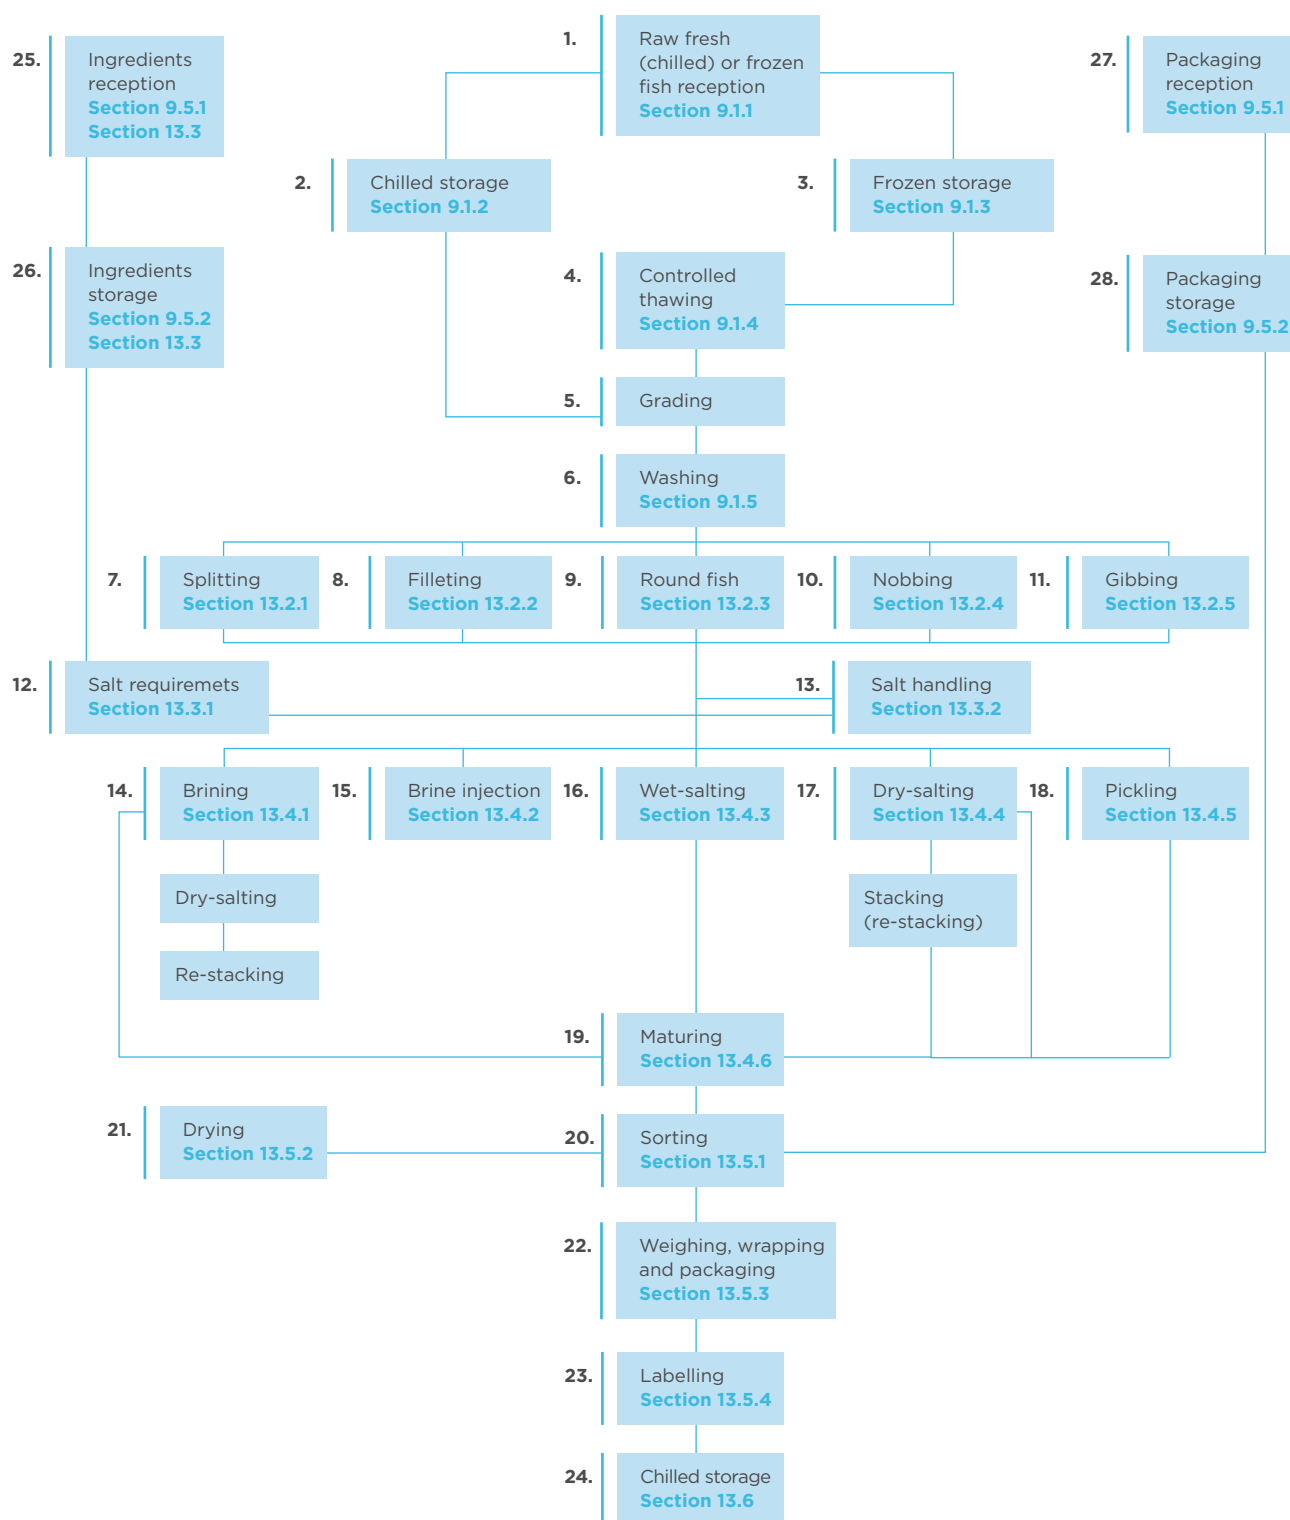 25.
Ingredients
reception
Section 9.5.1
Section 13.3
1.
Raw fresh
(chilled) or frozen
fish reception
Section 9.1.1
27.
Packaging
reception
Section 9.5.1
2.
Chilled storage
Section 9.1.2
3.
Frozen storage
Section 9.1.3
26.
Ingredients
storage
Section 9.5.2
Section 13.3
4.
Controlled
thawing
Section 9.1.4
28.
Packaging
storage
Section 9.5.2
5.
Grading
6.
Washing
Section 9.1.5
7.
Splitting
Section 13.2.1
8.
Filleting
Section 13.2.2
9.
Round fish
Section 13.2.3
10.
Nobbing
Section 13.2.4
11.
Gibbing
Section 13.2.5
12.
Salt requiremets
Section 13.3.1
13.
Salt handling
Section 13.3.2
14.
Brining
Section 13.4.1
15.
Brine injection
Section 13.4.2
16.
Wet-salting
Section 13.4.3
17.
Dry-salting
Section 13.4.4
18.
Pickling
Section 13.4.5
Dry-salting
Stacking
(re-stacking)
Re-stacking
19.
Maturing
Section 13.4.6
21.
Drying
Section 13.5.2
20.
Sorting
Section 13.5.1
22.
Weighing, wrapping
and packaging
Section 13.5.3
23.
Labelling
Section 13.5.4
24.
Chilled storage
Section 13.6